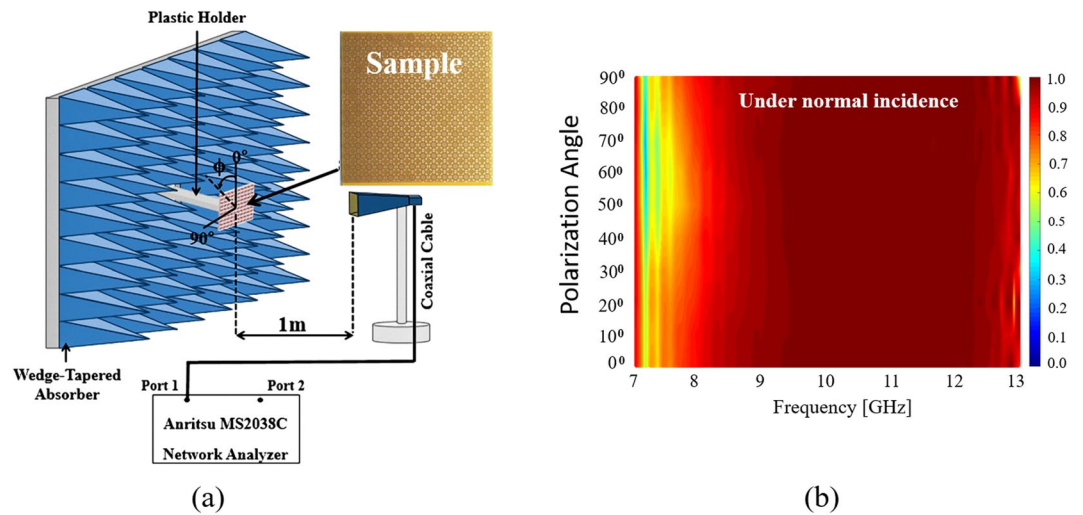 Plastic Holder
Sample
0°
ϕ
90°
Coaxial Cable
1m
Wedge-Tapered
Absorber
Port 1
Port 2
Anritsu MS2038C
Network Analyzer
(a)
Under normal incidence
Polarization Angle
90⁰
80⁰
70⁰
60⁰
50⁰
40⁰
30⁰
20⁰
10⁰
0⁰
7
8
9
10
11
12
13
Frequency [GHz]
1.0
0.9
0.8
0.7
0.6
0.5
0.4
0.3
0.2
0.1
0.0
(b)